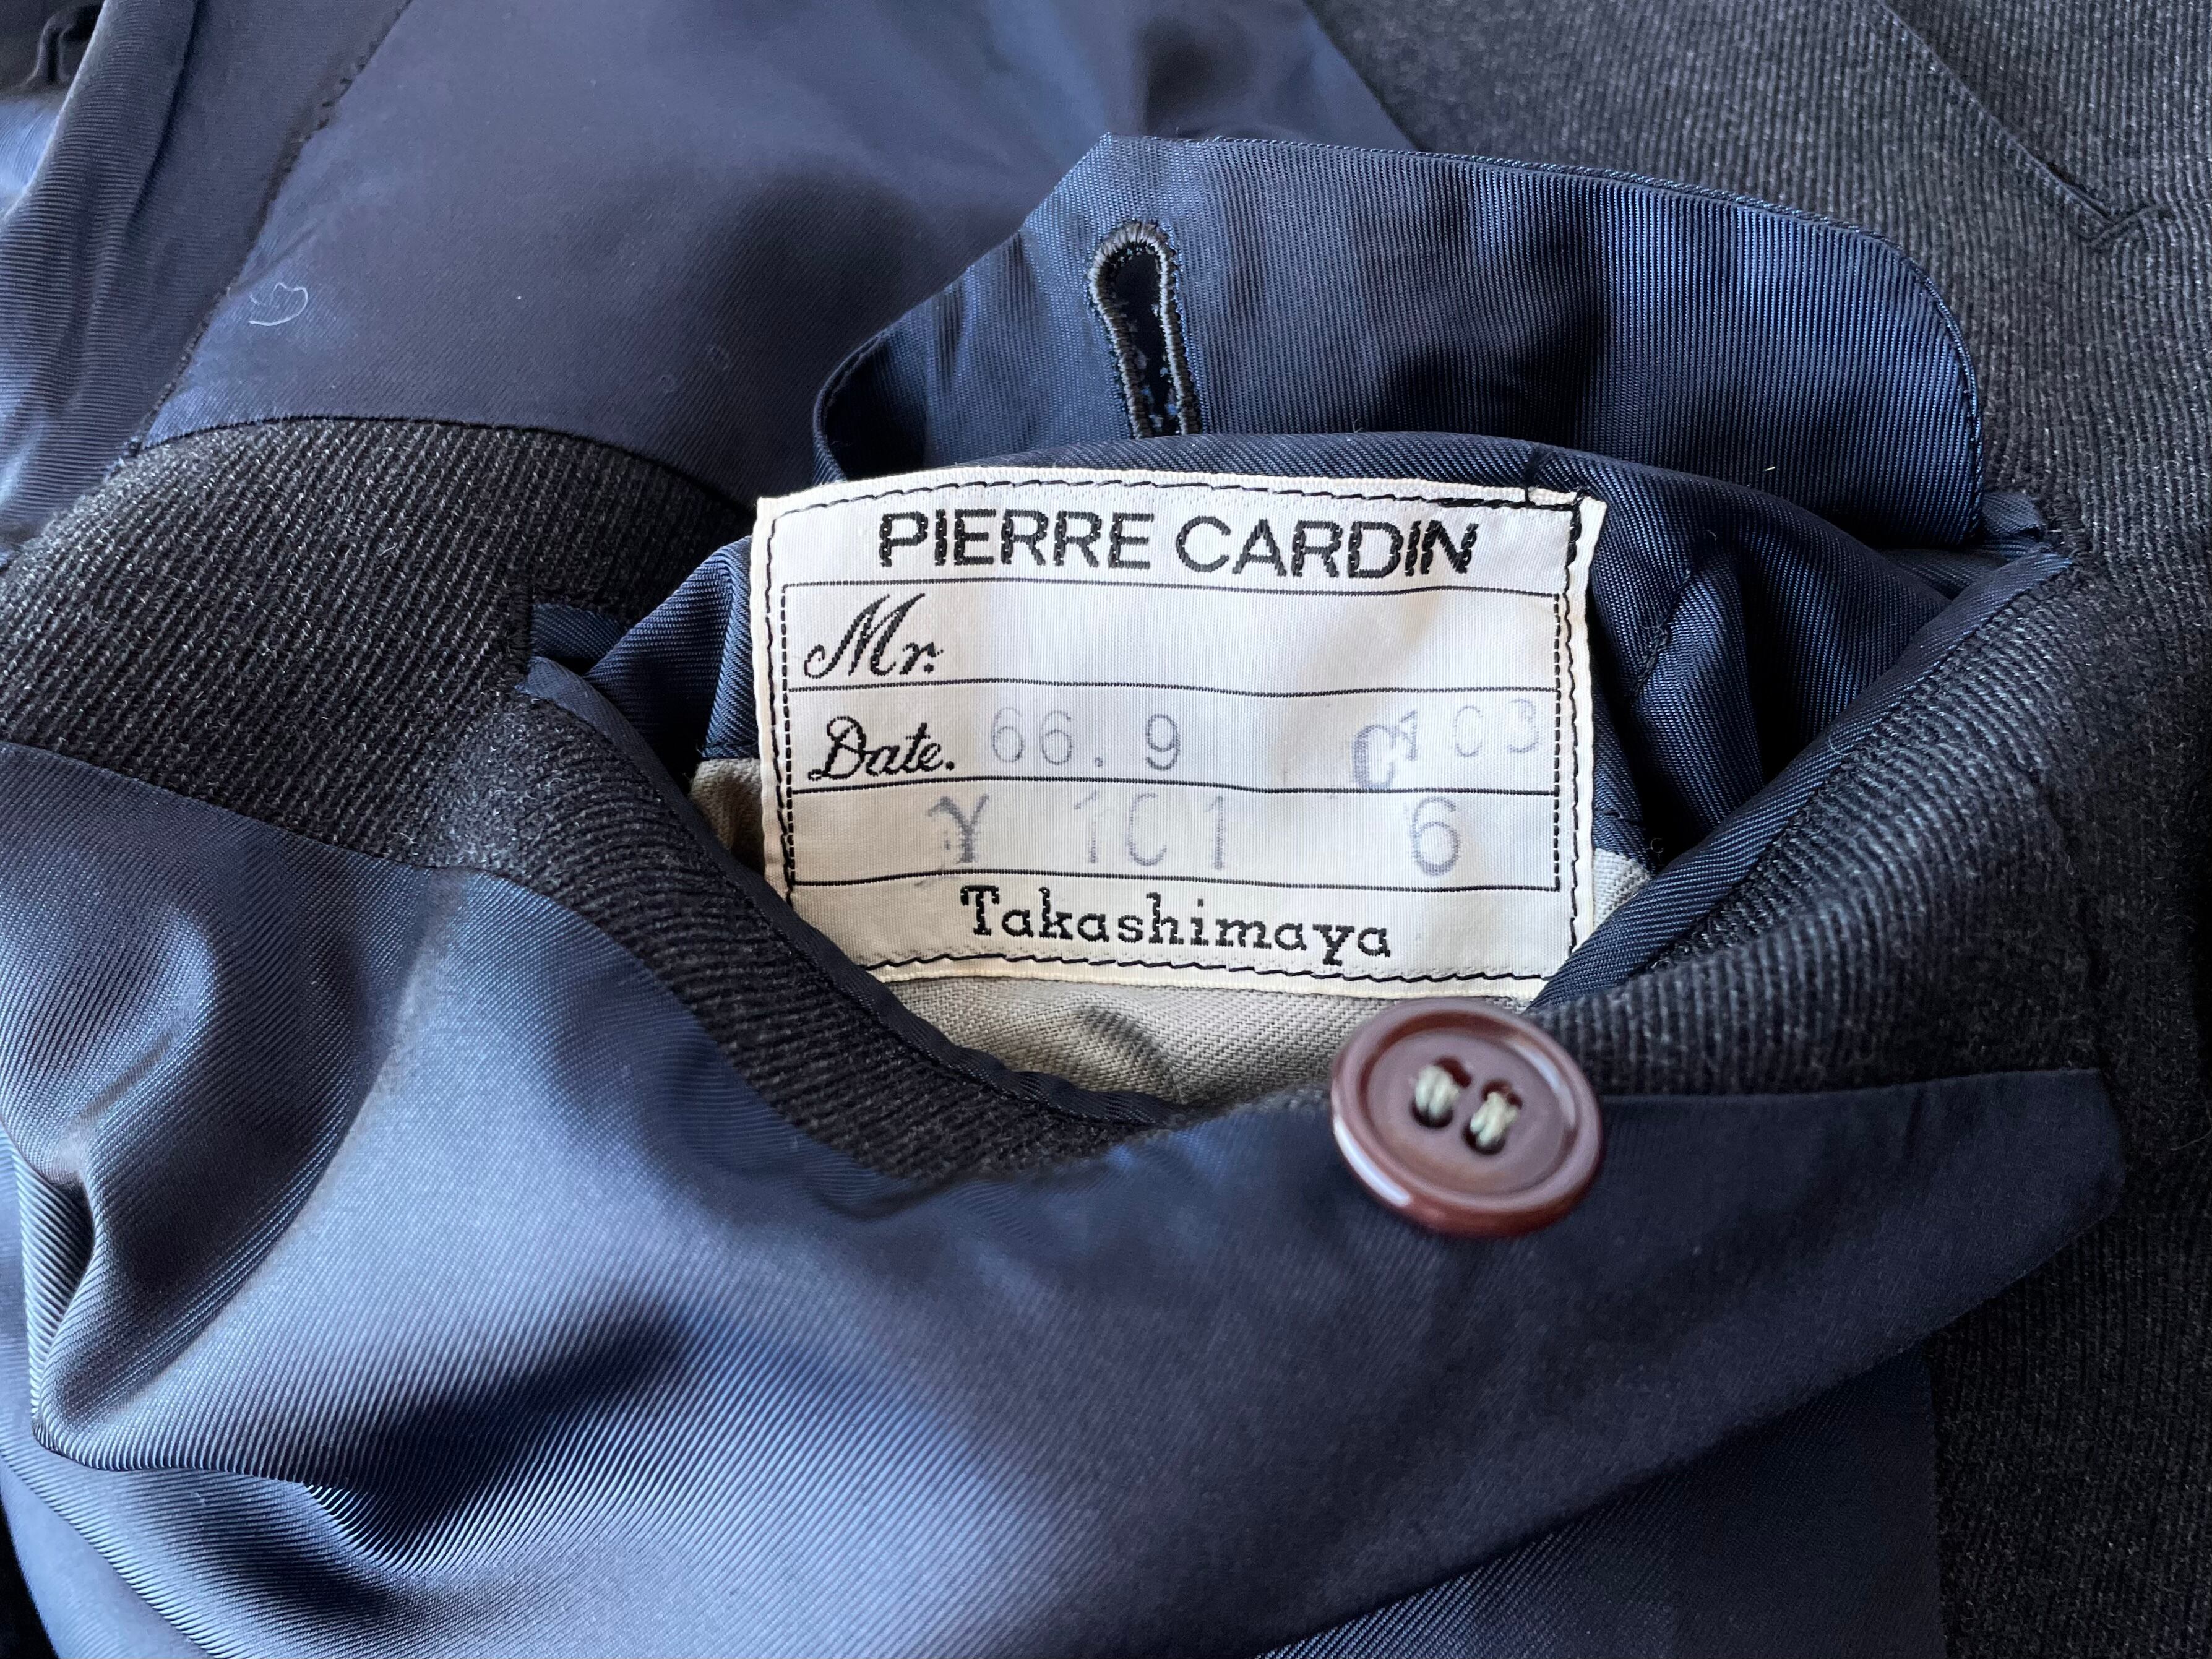 PIERRE CARDIN
Mr.
Date. 66.9 C
Y 101 6
Takashimaya